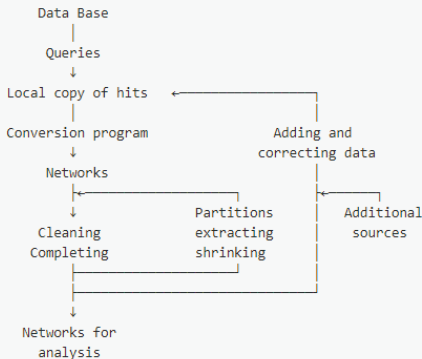 Data Base
Queries
Local copy of hits
Conversion program
Adding and
correcting data
Networks
Partitions
extracting
shrinking
Additional
sources
Cleaning
Completing
Networks for
analysis